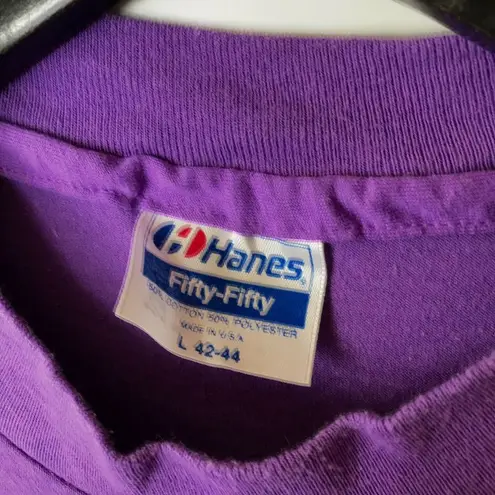 Hanes
Fifty-Fifty
50% COTTON 50% POLYESTER
MADE IN U.S.A
L 42-44